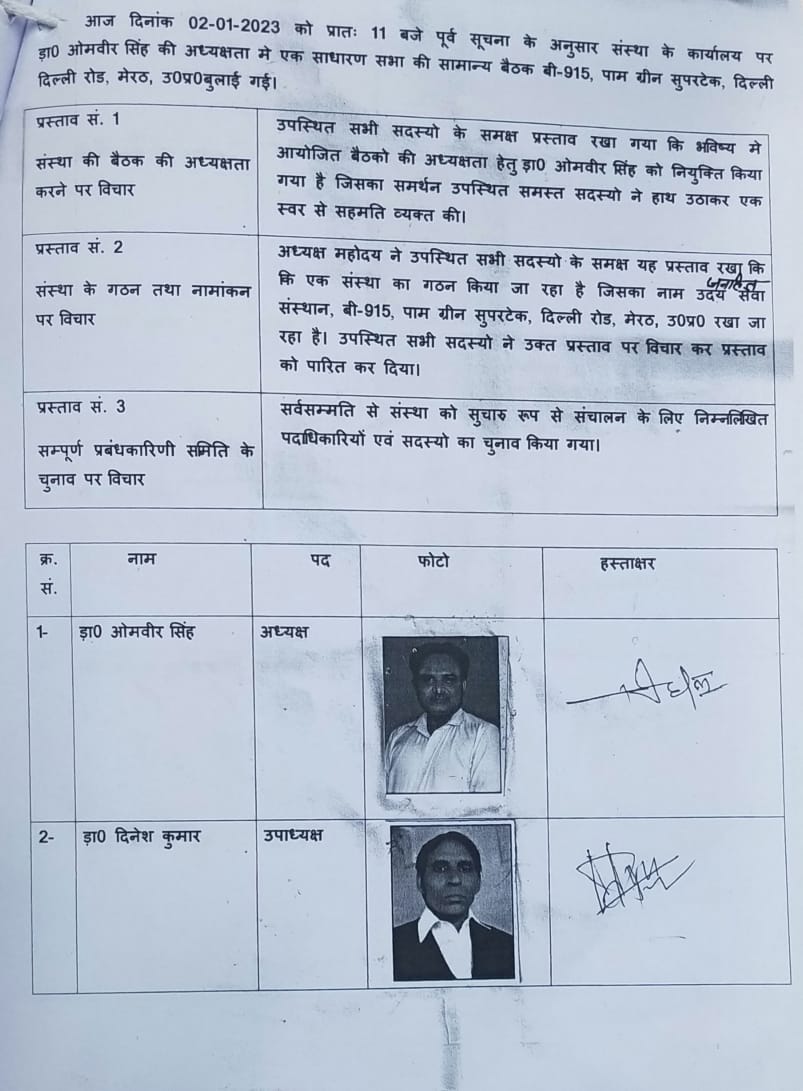 आज दिनांक 02-01-2023 को प्रातः 11 बजे पूर्व सूचना के अनुसार संस्था के कार्यालय पर
ड़ा0 ओमवीर सिंह की अध्यक्षता मे एक साधारण सभा की सामान्य बैठक बी-915, पाम ग्रीन सुपरटेक, दिल्ली
दिल्ली रोड, मेरठ, उ0प्र0बुलाई गई।
प्रस्ताव सं. 1
संस्था की बैठक की अध्यक्षता
करने पर विचार
उपस्थित सभी सदस्यो के समक्ष प्रस्ताव रखा गया कि भविष्य मे
आयोजित बैठको की अध्यक्षता हेतु ड़ा0 ओमवीर सिंह को नियुक्ति किया
गया है जिसका समर्थन उपस्थित समस्त सदस्यो ने हाथ उठाकर एक
स्वर से सहमति व्यक्त की।
प्रस्ताव सं. 2
संस्था के गठन तथा नामांकन
पर विचार
अध्यक्ष महोदय ने उपस्थित सभी सदस्यो के समक्ष यह प्रस्ताव रखा कि
कि एक संस्था का गठन किया जा रहा है जिसका नाम उदय जनहित सेवा
संस्थान, बी-915, पाम ग्रीन सुपरटेक, दिल्ली रोड, मेरठ, उ0प्र0 रखा जा
रहा है। उपस्थित सभी सदस्यो ने उक्त प्रस्ताव पर विचार कर प्रस्ताव
को पारित कर दिया।
प्रस्ताव सं. 3
सम्पूर्ण प्रबंधकारिणी समिति के
चुनाव पर विचार
सर्वसम्मति से संस्था को सुचारु रूप से संचालन के लिए निम्नलिखित
पदाधिकारियों एवं सदस्यो का चुनाव किया गया।
क्र. सं. नाम पद फोटो हस्ताक्षर
1- ड़ा0 ओमवीर सिंह अध्यक्ष
2- ड़ा0 दिनेश कुमार उपाध्यक्ष